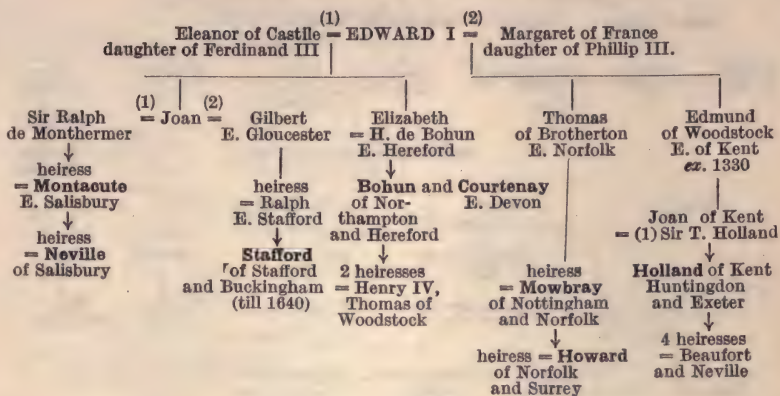 (1) (2)
Eleanor of Castile = EDWARD I = Margaret of France
daughter of Ferdinand III daughter of Phillip III.
Sir Ralph
de Monthermer
(1) = Joan = (2)
Gilbert
E. Gloucester
Elizabeth
= H. de Bohun
E. Hereford
Thomas
of Brotherton
E. Norfolk
Edmund
of Woodstock
E. of Kent
ex. 1330
heiress
= Montacute
E. Salisbury
heiress
= Neville
of Salisbury
heiress
= Ralph
E. Stafford
Stafford
of Stafford
and Buckingham
(till 1640)
Bohun and Courtenay
of Nor- E. Devon
thampton
and Hereford
2 heiresses
= Henry IV,
Thomas of
Woodstock
heiress
= Mowbray
of Nottingham
and Norfolk
heiress = Howard
of Norfolk
and Surrey
Joan of Kent
= (1) Sir T. Holland
Holland of Kent
Huntingdon
and Exeter
4 heiresses
= Beaufort
and Neville